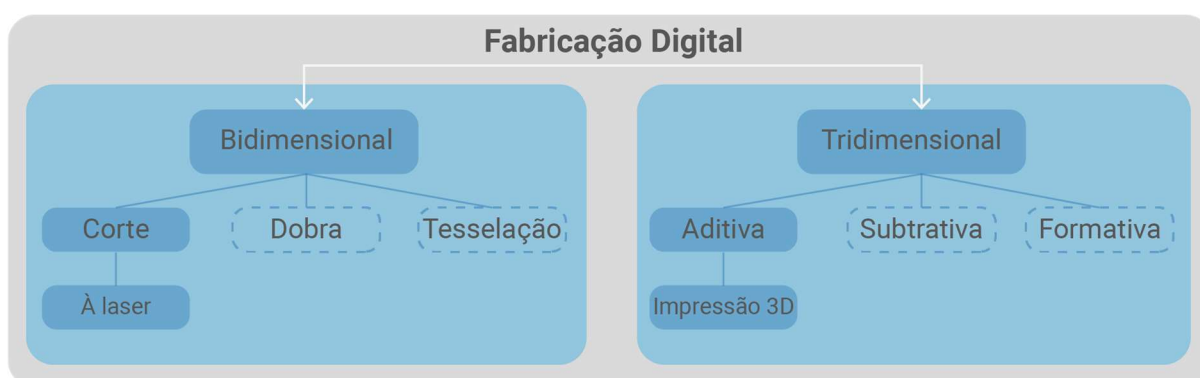 Fabricação Digital
Bidimensional
Tridimensional
Corte
Dobra
Tesselação
Aditiva
Subtrativa
Formativa
À laser
Impressão 3D